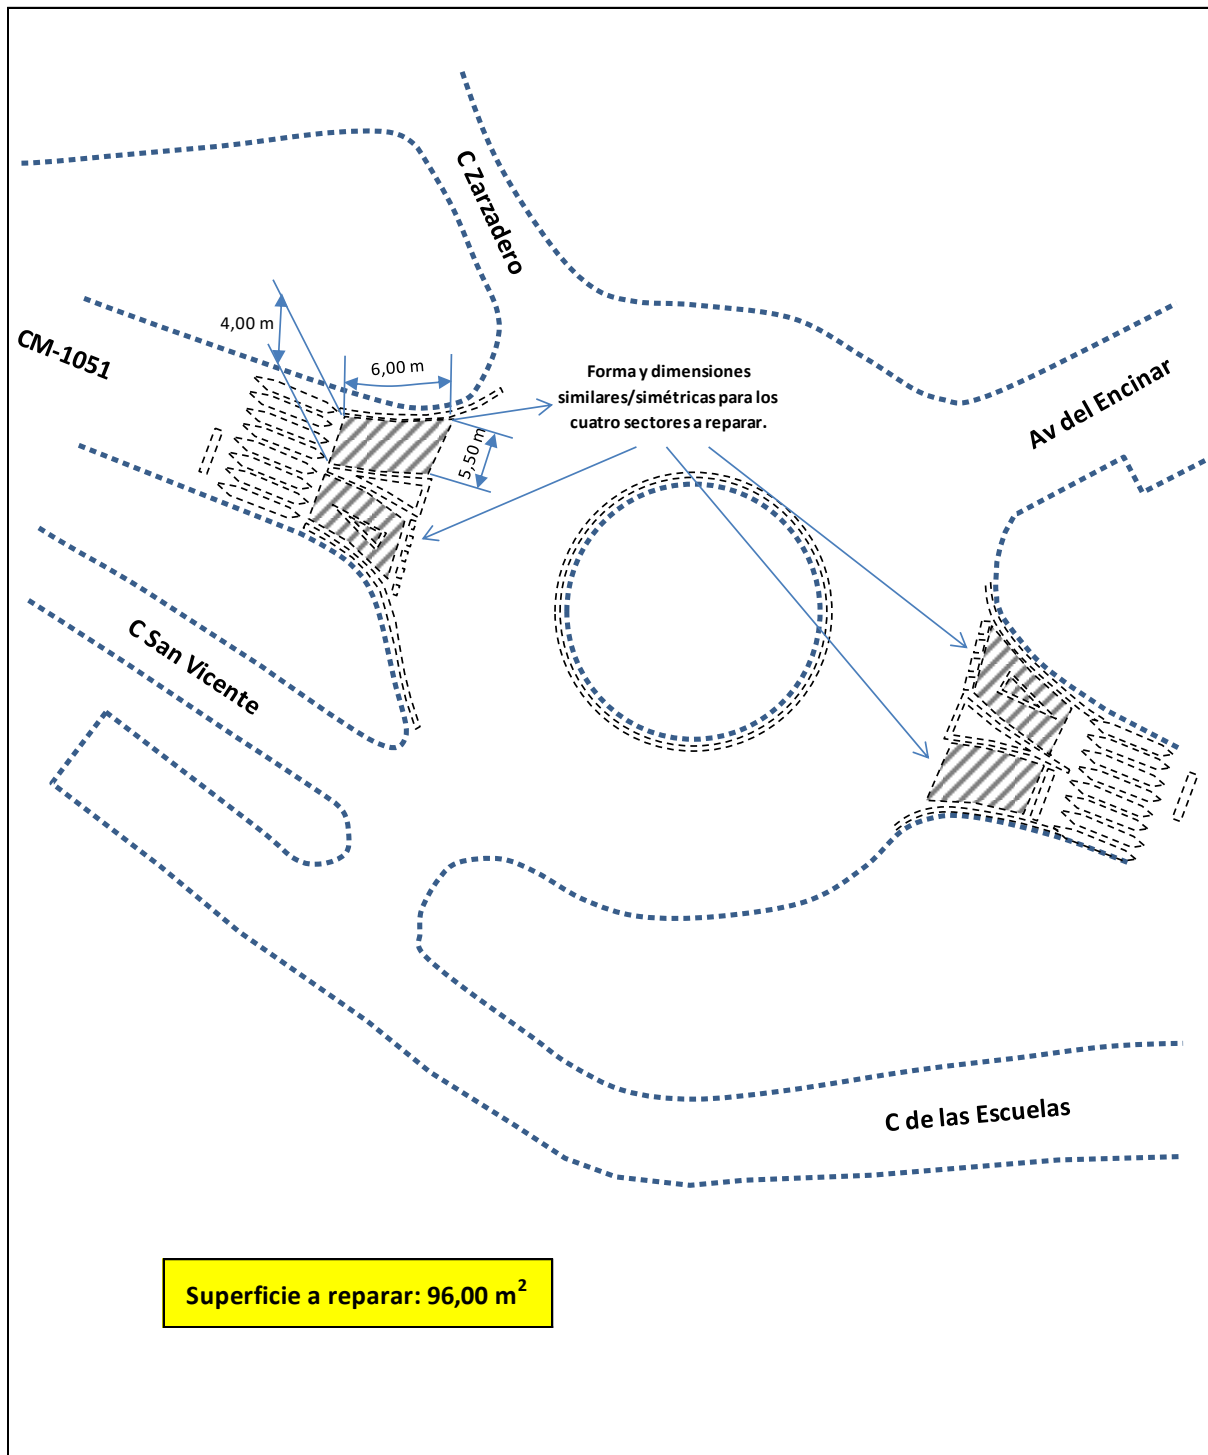 C Zarzadero
4,00 m
CM-1051
6,00 m
Forma y dimensiones
similares/simétricas para los
cuatro sectores a reparar.
Av del Encinar
5,50 m
C San Vicente
C de las Escuelas
Superficie a reparar: 96,00 m²